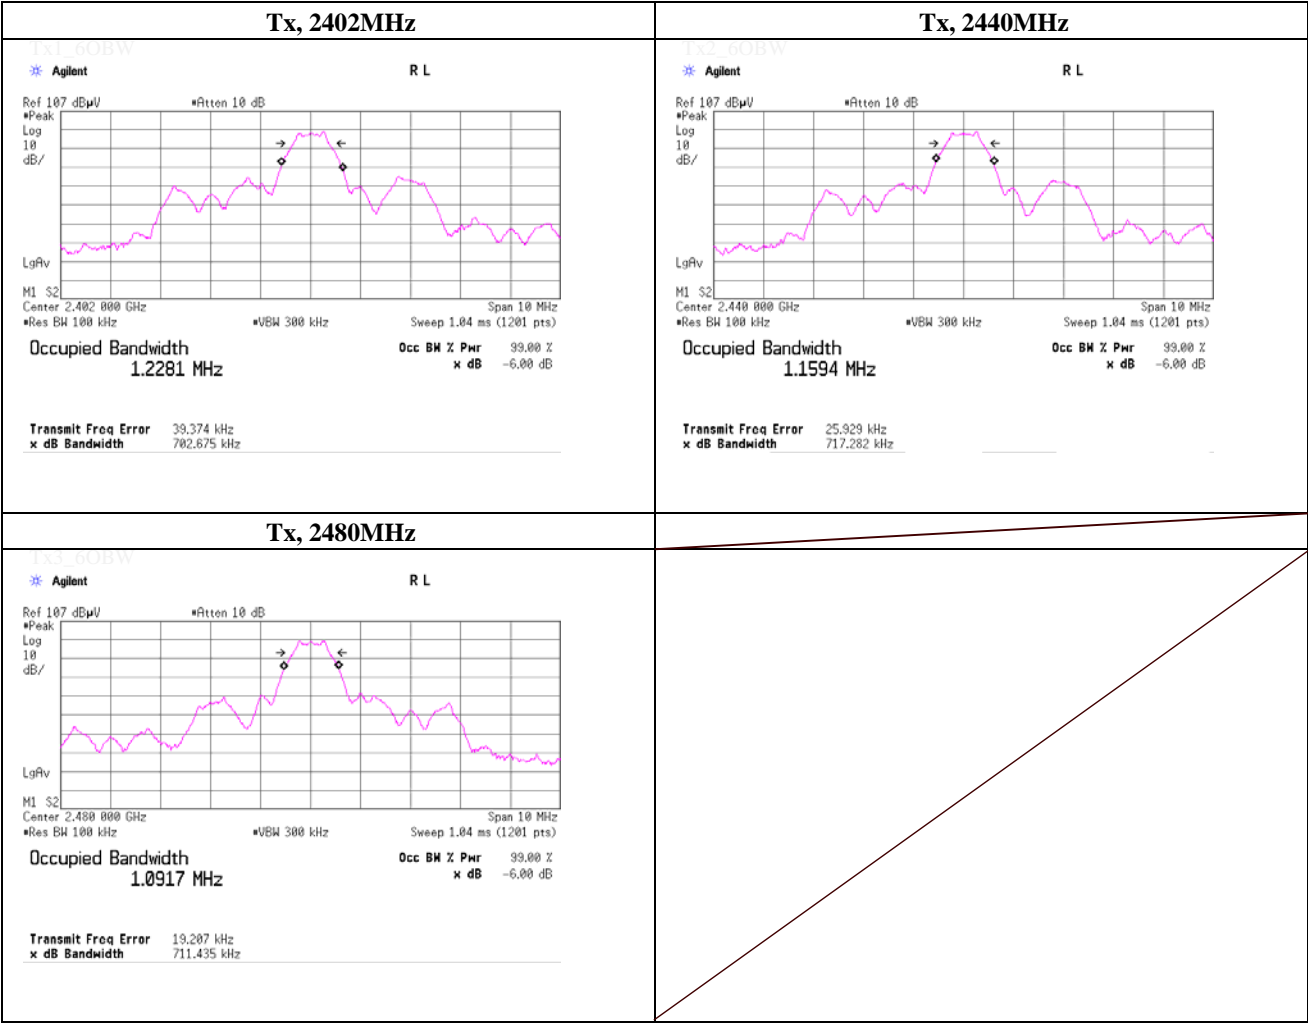 Tx, 2402MHz
Tx1_6OBW
Agilent
R L
Ref 107 dBµV
#Atten 10 dB
#Peak
Log
10
dB/
LgAv
M1 S2
Center 2.402 000 GHz
Span 10 MHz
#Res BW 100 kHz
#VBW 300 kHz
Sweep 1.04 ms (1201 pts)
Occupied Bandwidth
1.2281 MHz
Occ BW % Pwr 99.00 %
x dB -6.00 dB
Transmit Freq Error 39.374 kHz
x dB Bandwidth 702.675 kHz
Tx, 2440MHz
Tx2_6OBW
Agilent
R L
Ref 107 dBµV
#Atten 10 dB
#Peak
Log
10
dB/
LgAv
M1 S2
Center 2.440 000 GHz
Span 10 MHz
#Res BW 100 kHz
#VBW 300 kHz
Sweep 1.04 ms (1201 pts)
Occupied Bandwidth
1.1594 MHz
Occ BW % Pwr 99.00 %
x dB -6.00 dB
Transmit Freq Error 25.929 kHz
x dB Bandwidth 717.282 kHz
Tx, 2480MHz
Tx3_6OBW
Agilent
R L
Ref 107 dBµV
#Atten 10 dB
#Peak
Log
10
dB/
LgAv
M1 S2
Center 2.480 000 GHz
Span 10 MHz
#Res BW 100 kHz
#VBW 300 kHz
Sweep 1.04 ms (1201 pts)
Occupied Bandwidth
1.0917 MHz
Occ BW % Pwr 99.00 %
x dB -6.00 dB
Transmit Freq Error 19.207 kHz
x dB Bandwidth 711.435 kHz